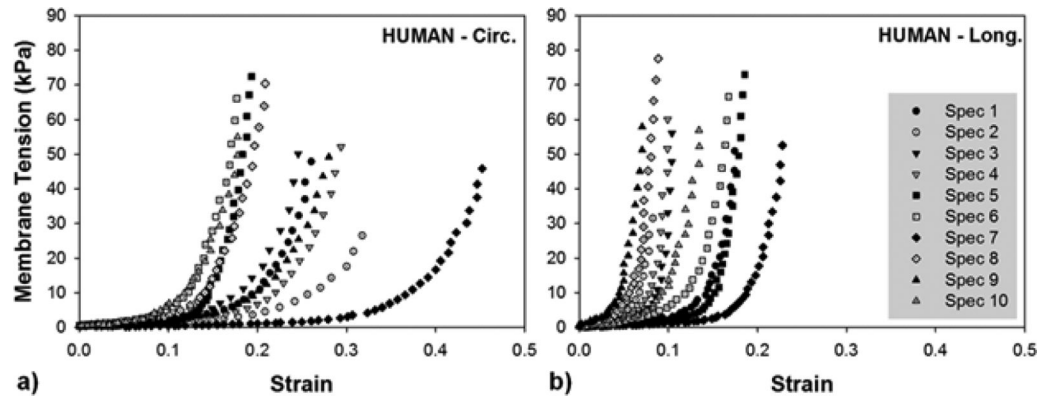 HUMAN - Circ.
Membrane Tension (kPa)
90
80
70
60
50
40
30
20
10
0
0.0 0.1 0.2 0.3 0.4 0.5
a) Strain
HUMAN - Long.
90
80
70
60
50
40
30
20
10
0
Spec 1
Spec 2
Spec 3
Spec 4
Spec 5
Spec 6
Spec 7
Spec 8
Spec 9
Spec 10
0.0 0.1 0.2 0.3 0.4 0.5
b) Strain